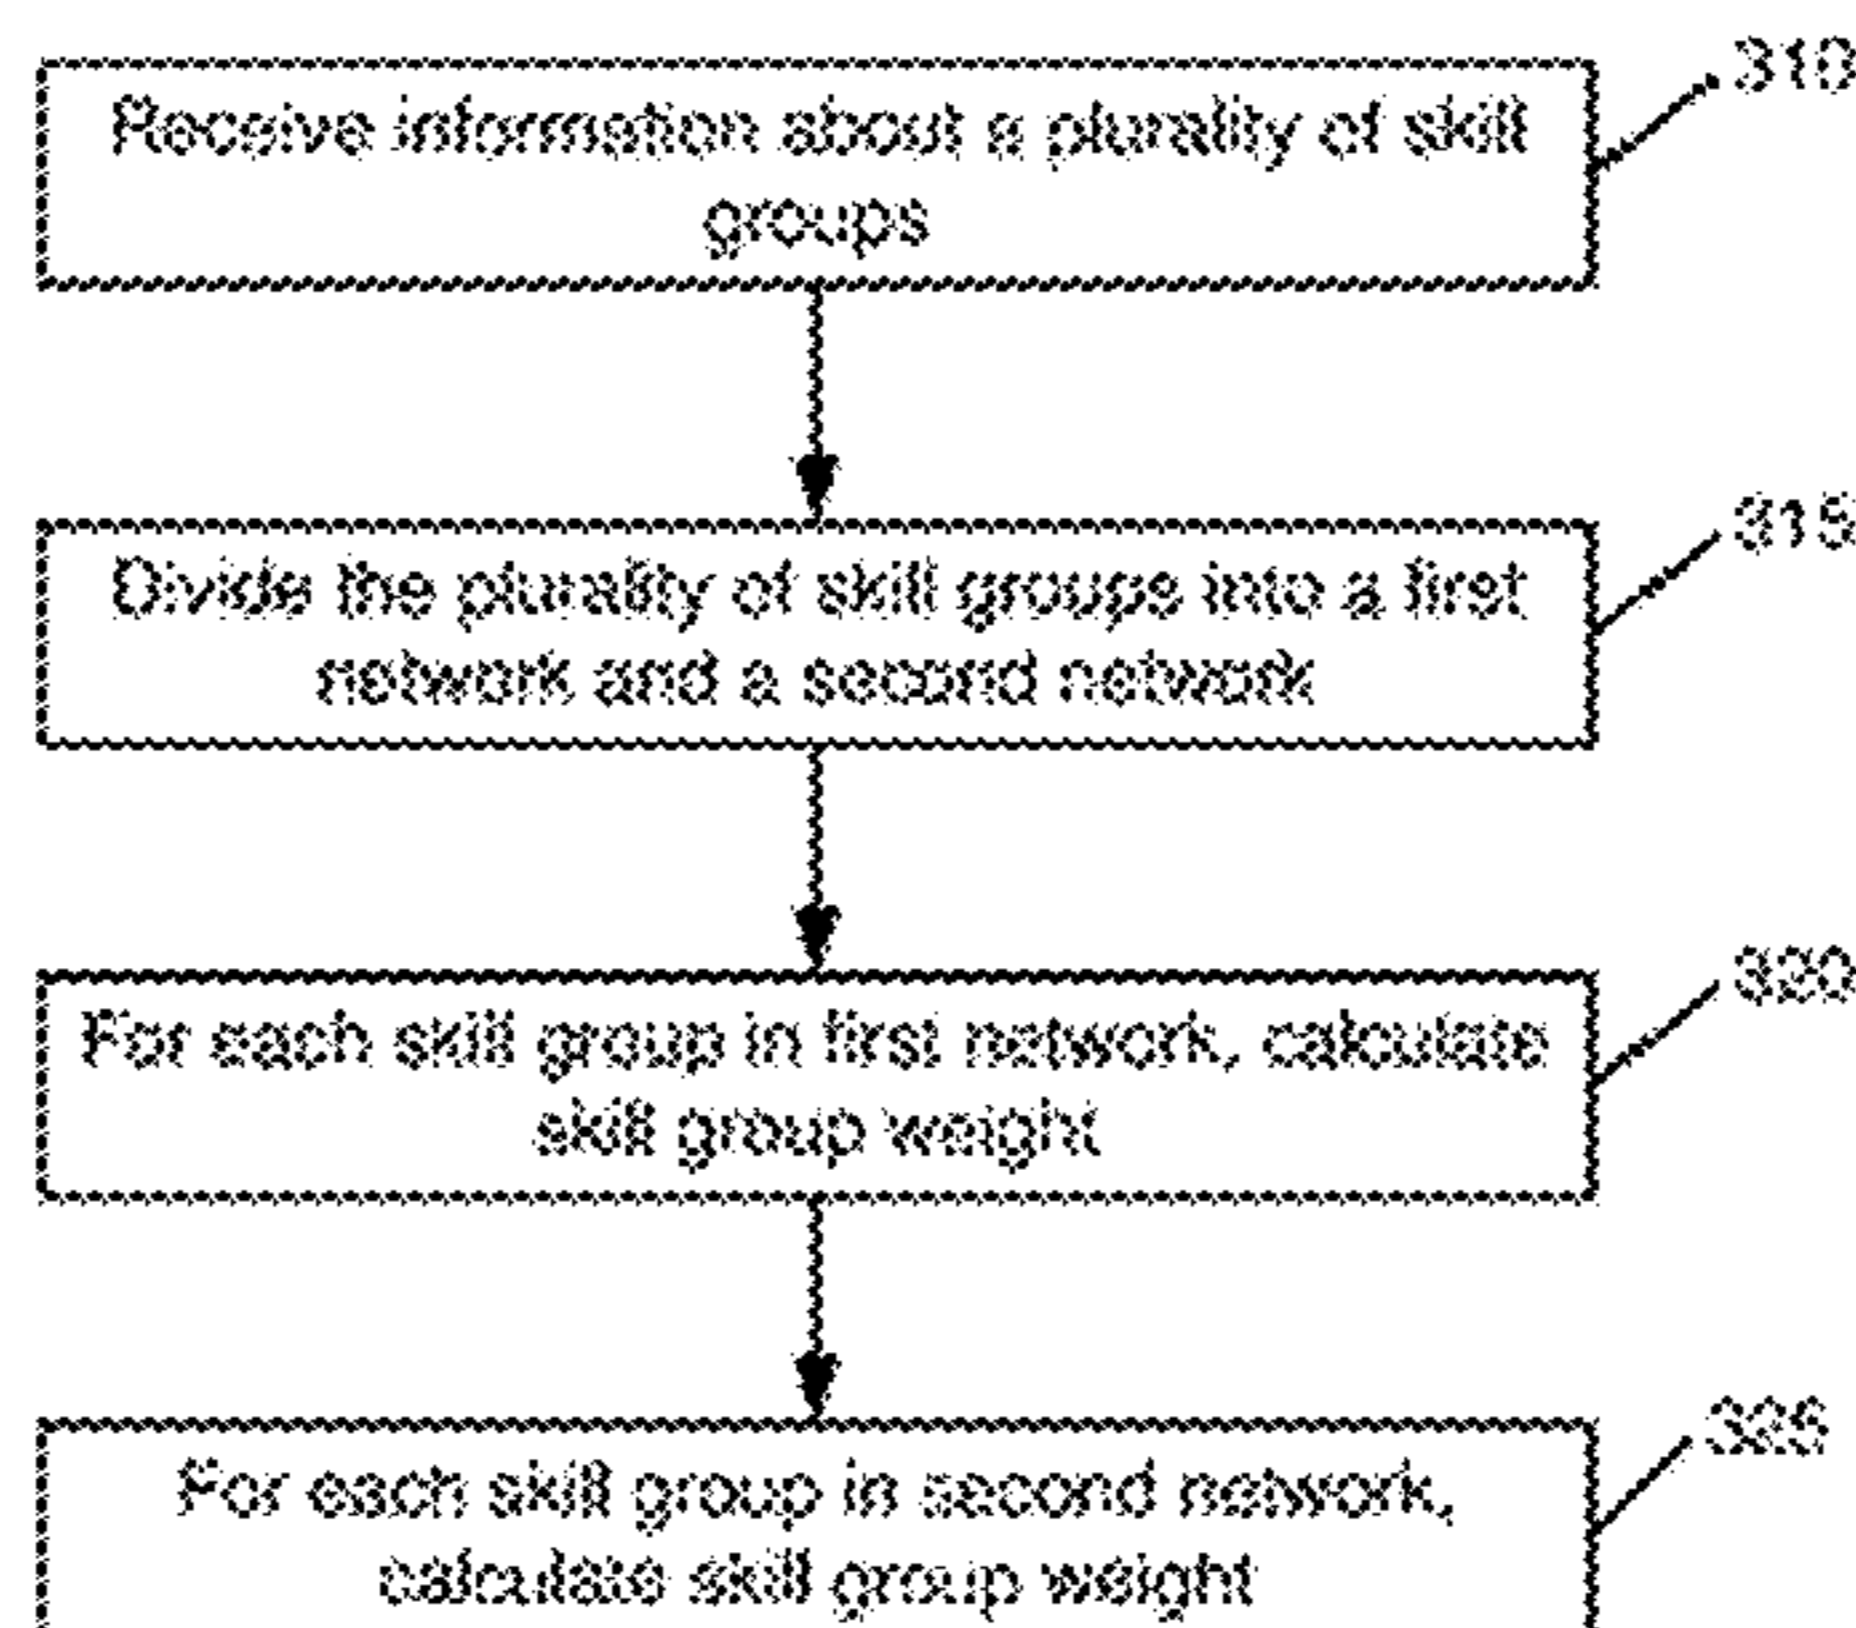 310
Receive information about a plurality of skill
groups
315
Divide the plurality of skill groups into a first
network and a second network
320
For each skill group in first network, calculate
skill group weight
325
For each skill group in second network,
calculate skill group weight